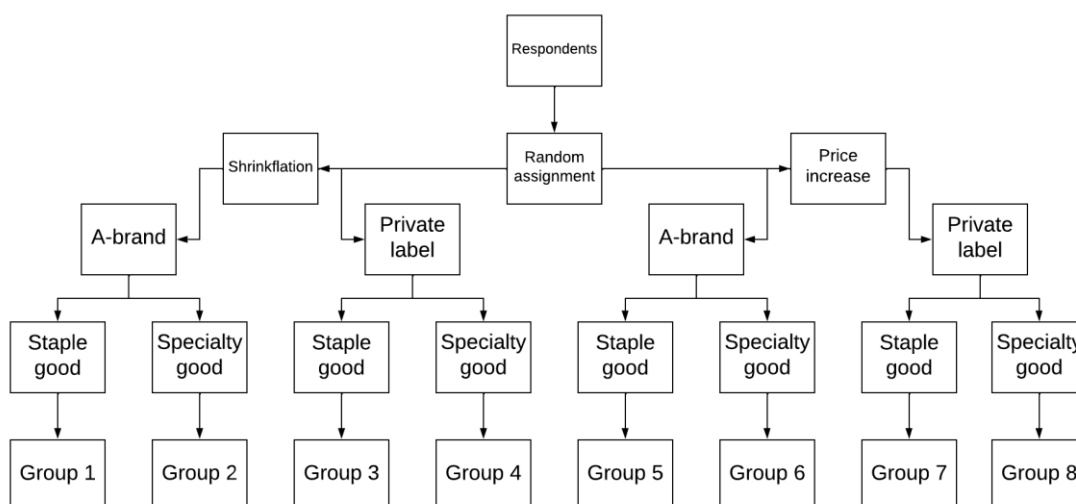 Respondents
Shrinkflation
Random
assignment
Price
increase
A-brand
Private
label
A-brand
Private
label
Staple
good
Specialty
good
Staple
good
Specialty
good
Staple
good
Specialty
good
Staple
good
Specialty
good
Group 1
Group 2
Group 3
Group 4
Group 5
Group 6
Group 7
Group 8